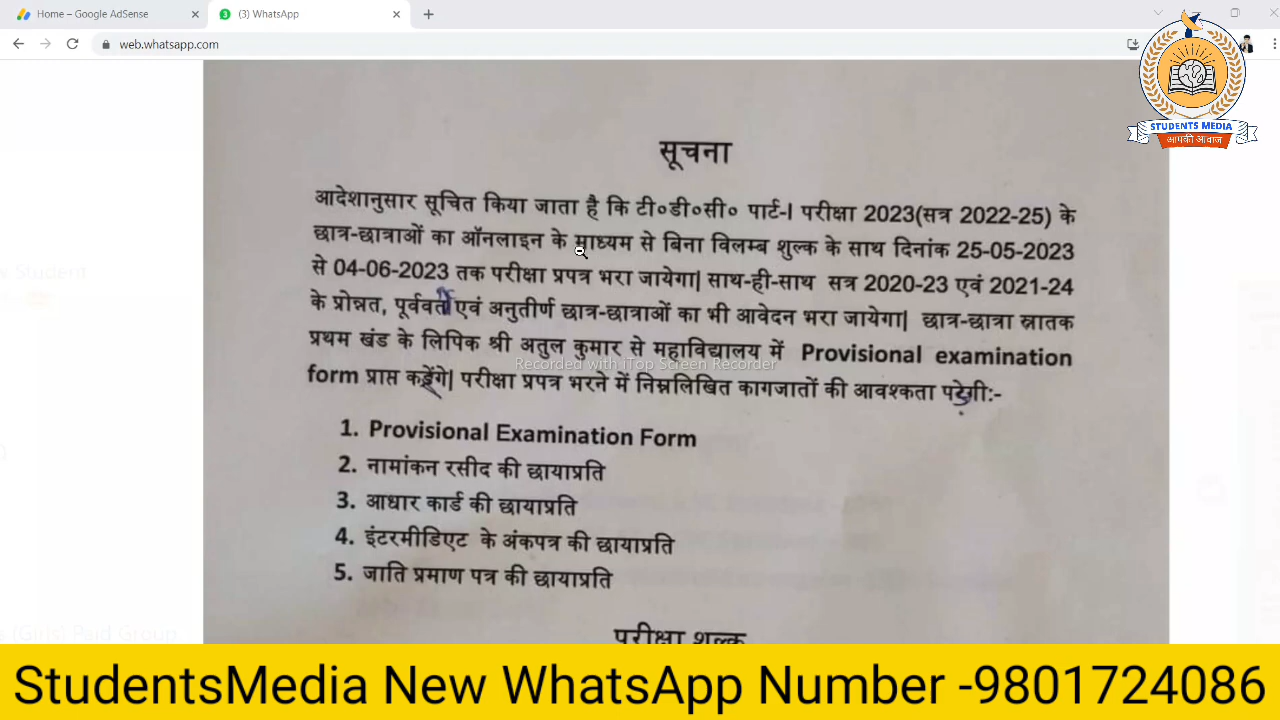 Home – Google AdSense
(3) WhatsApp
web.whatsapp.com
STUDENTS MEDIA
आपकी आवाज
सूचना
आदेशानुसार सूचित किया जाता है कि टी०डी०सी० पार्ट-I परीक्षा 2023(सत्र 2022-25) के
छात्र-छात्राओं का ऑनलाइन के माध्यम से बिना विलम्ब शुल्क के साथ दिनांक 25-05-2023
से 04-06-2023 तक परीक्षा प्रपत्र भरा जायेगा| साथ-ही-साथ सत्र 2020-23 एवं 2021-24
के प्रोन्नत, पूर्ववर्ती एवं अनुतीर्ण छात्र-छात्राओं का भी आवेदन भरा जायेगा| छात्र-छात्रा स्नातक
प्रथम खंड के लिपिक श्री अतुल कुमार से महाविद्यालय में Provisional examination
Recorded with iTop Screen Recorder
form प्राप्त करेंगे| परीक्षा प्रपत्र भरने में निम्नलिखित कागजातों की आवश्कता पड़ेगी:-
1. Provisional Examination Form
2. नामांकन रसीद की छायाप्रति
3. आधार कार्ड की छायाप्रति
4. इंटरमीडिएट के अंकपत्र की छायाप्रति
5. जाति प्रमाण पत्र की छायाप्रति
परीक्षा शुल्क
(Girls) Paid Group
StudentsMedia New WhatsApp Number -9801724086